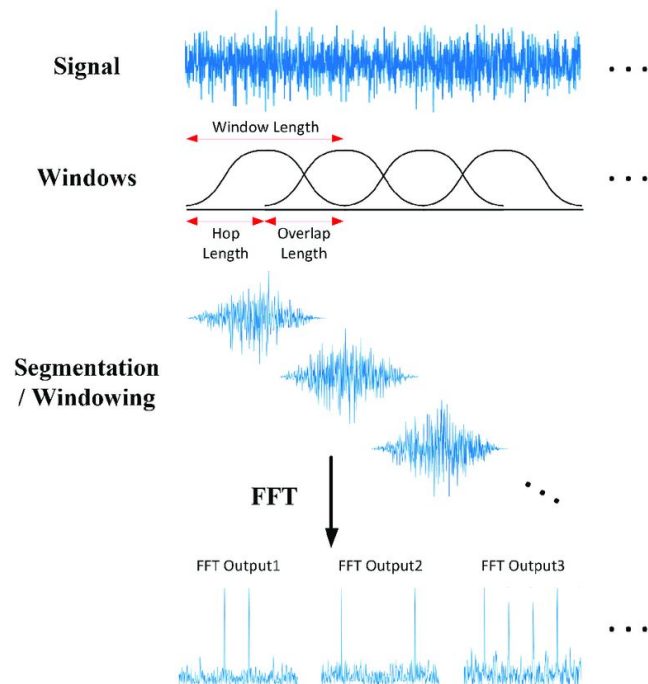 Signal
Window Length
Windows
Hop
Length
Overlap
Length
Segmentation
/ Windowing
FFT
FFT Output1
FFT Output2
FFT Output3